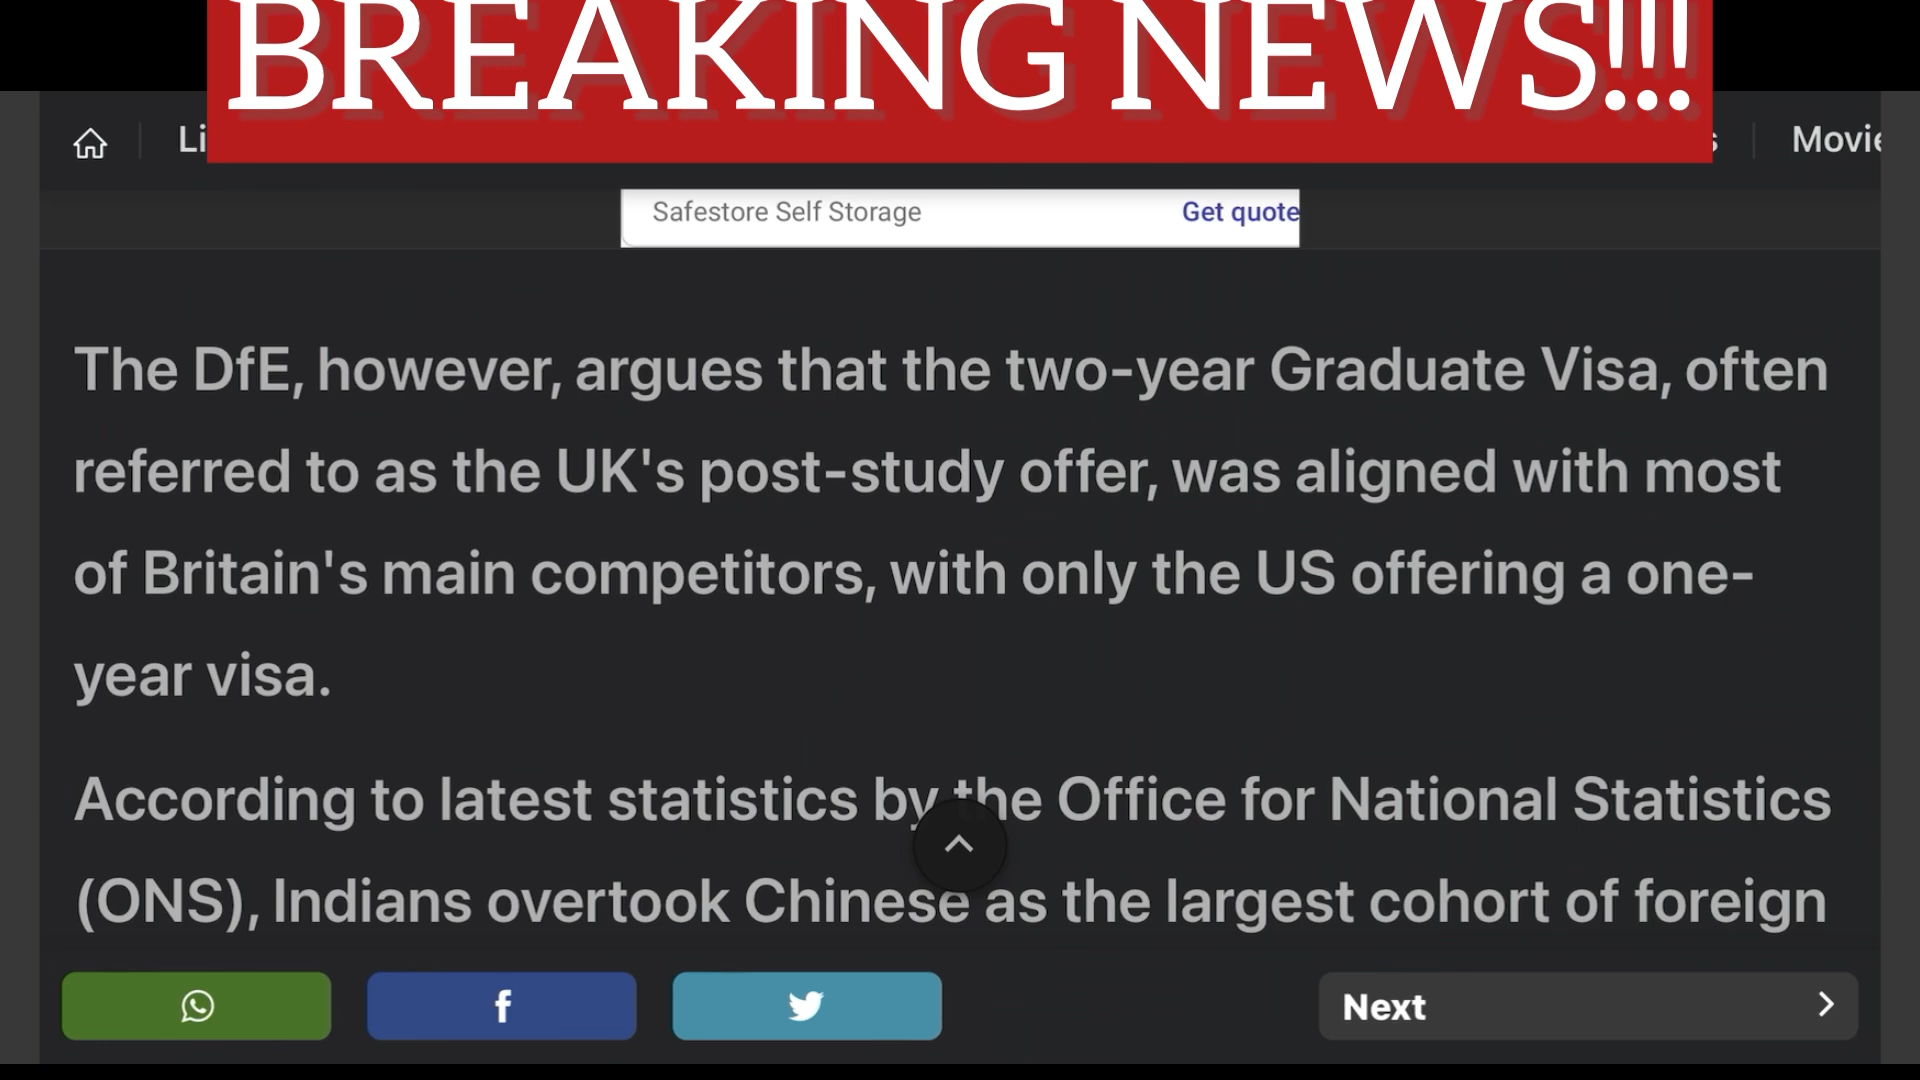 BREAKING NEWS!!!
Movie
Safestore Self Storage Get quote
The DfE, however, argues that the two-year Graduate Visa, often
referred to as the UK's post-study offer, was aligned with most
of Britain's main competitors, with only the US offering a one-
year visa.
According to latest statistics by the Office for National Statistics
(ONS), Indians overtook Chinese as the largest cohort of foreign
Next